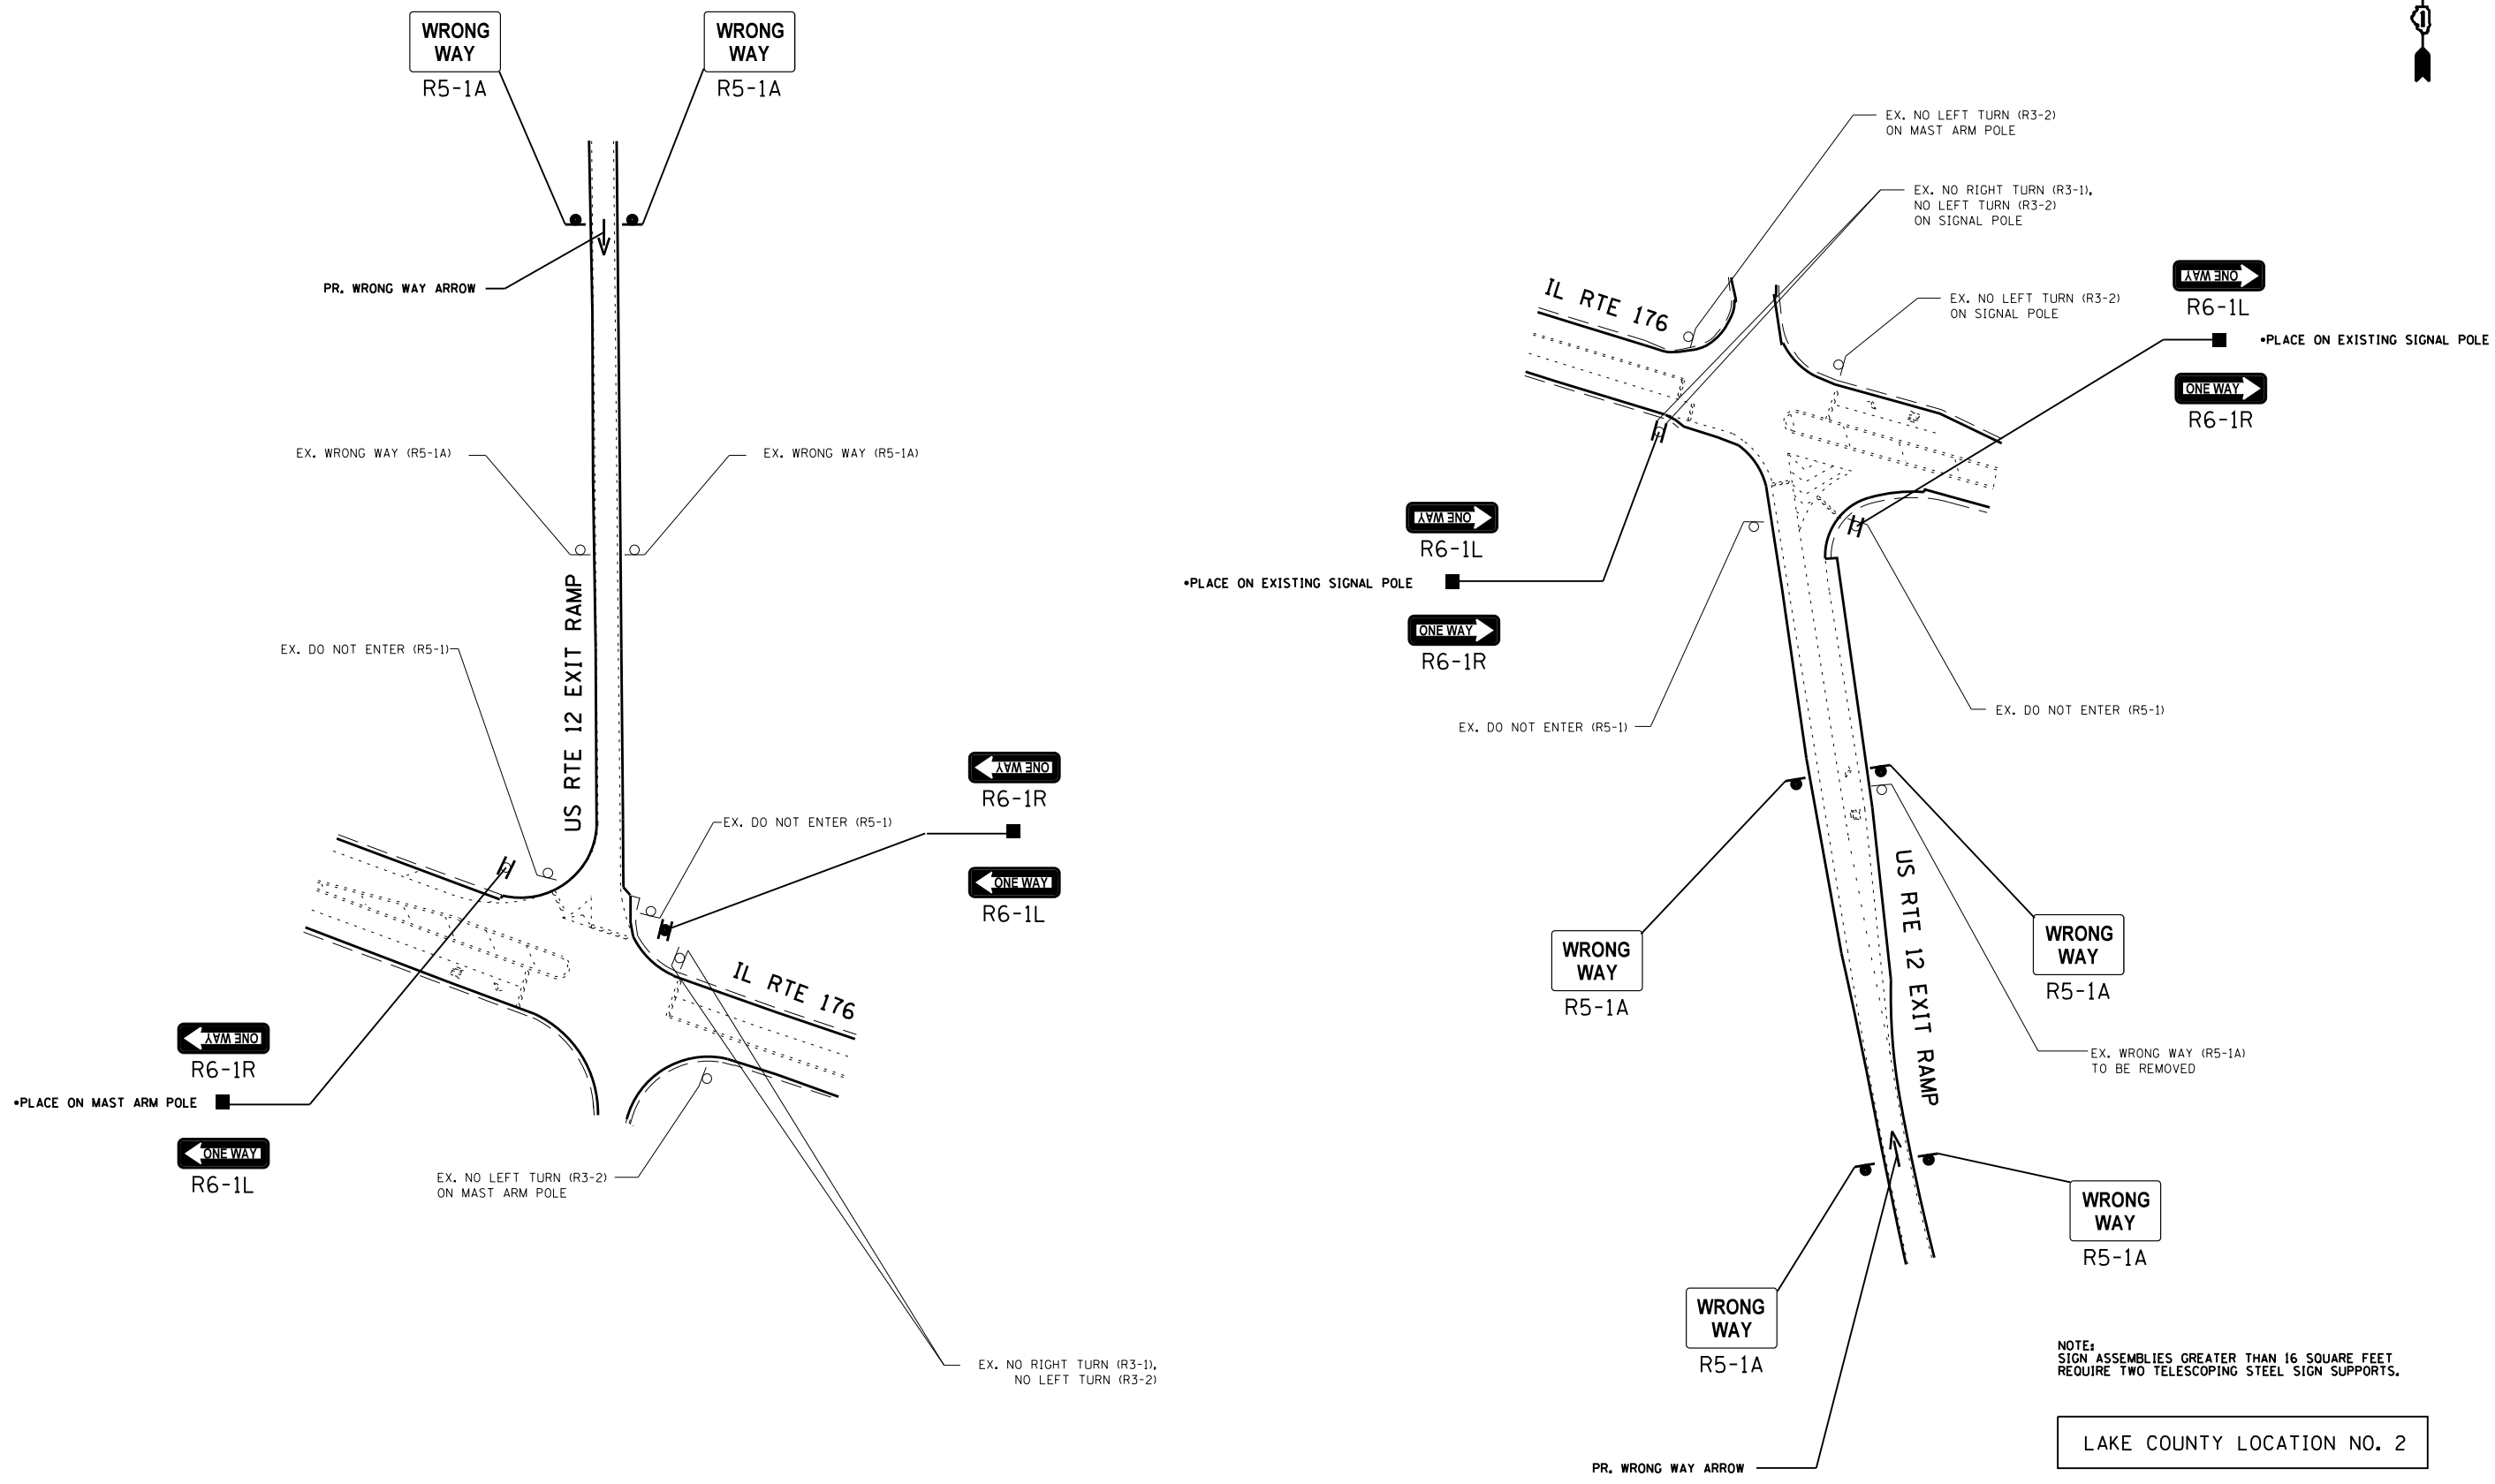 WRONG
WAY
R5-1A
WRONG
WAY
R5-1A
PR. WRONG WAY ARROW
EX. WRONG WAY (R5-1A)
EX. WRONG WAY (R5-1A)
US RTE 12 EXIT RAMP
EX. DO NOT ENTER (R5-1)
EX. DO NOT ENTER (R5-1)
ONE WAY
R6-1R
ONE WAY
R6-1L
IL RTE 176
ONE WAY
R6-1R
•PLACE ON MAST ARM POLE
ONE WAY
R6-1L
EX. NO LEFT TURN (R3-2)
ON MAST ARM POLE
EX. NO RIGHT TURN (R3-1),
NO LEFT TURN (R3-2)
EX. NO LEFT TURN (R3-2)
ON MAST ARM POLE
EX. NO RIGHT TURN (R3-1),
NO LEFT TURN (R3-2)
ON SIGNAL POLE
IL RTE 176
EX. NO LEFT TURN (R3-2)
ON SIGNAL POLE
ONE WAY
R6-1L
•PLACE ON EXISTING SIGNAL POLE
ONE WAY
R6-1R
ONE WAY
R6-1L
•PLACE ON EXISTING SIGNAL POLE
ONE WAY
R6-1R
EX. DO NOT ENTER (R5-1)
EX. DO NOT ENTER (R5-1)
WRONG
WAY
R5-1A
US RTE 12 EXIT RAMP
WRONG
WAY
R5-1A
EX. WRONG WAY (R5-1A)
TO BE REMOVED
WRONG
WAY
R5-1A
WRONG
WAY
R5-1A
PR. WRONG WAY ARROW
NOTE:
SIGN ASSEMBLIES GREATER THAN 16 SQUARE FEET
REQUIRE TWO TELESCOPING STEEL SIGN SUPPORTS.
LAKE COUNTY LOCATION NO. 2